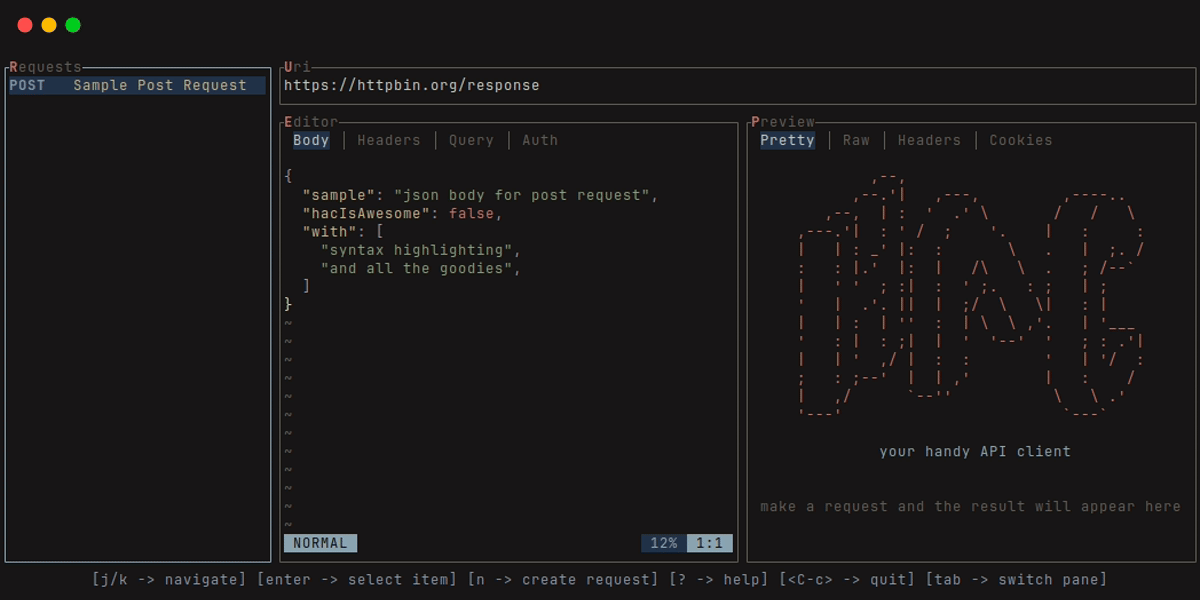 Requests
POST Sample Post Request
Uri
https://httpbin.org/response
Editor
Body │ Headers │ Query │ Auth
{
  "sample": "json body for post request",
  "hacIsAwesome": false,
  "with": [
    "syntax highlighting",
    "and all the goodies",
  ]
}
~
~
~
~
~
~
~
~
~
~
~
~
NORMAL 12% 1:1
Preview
Pretty │ Raw │ Headers │ Cookies
HAC
your handy API client
make a request and the result will appear here
[j/k -> navigate] [enter -> select item] [n -> create request] [? -> help] [<C-c> -> quit] [tab -> switch pane]